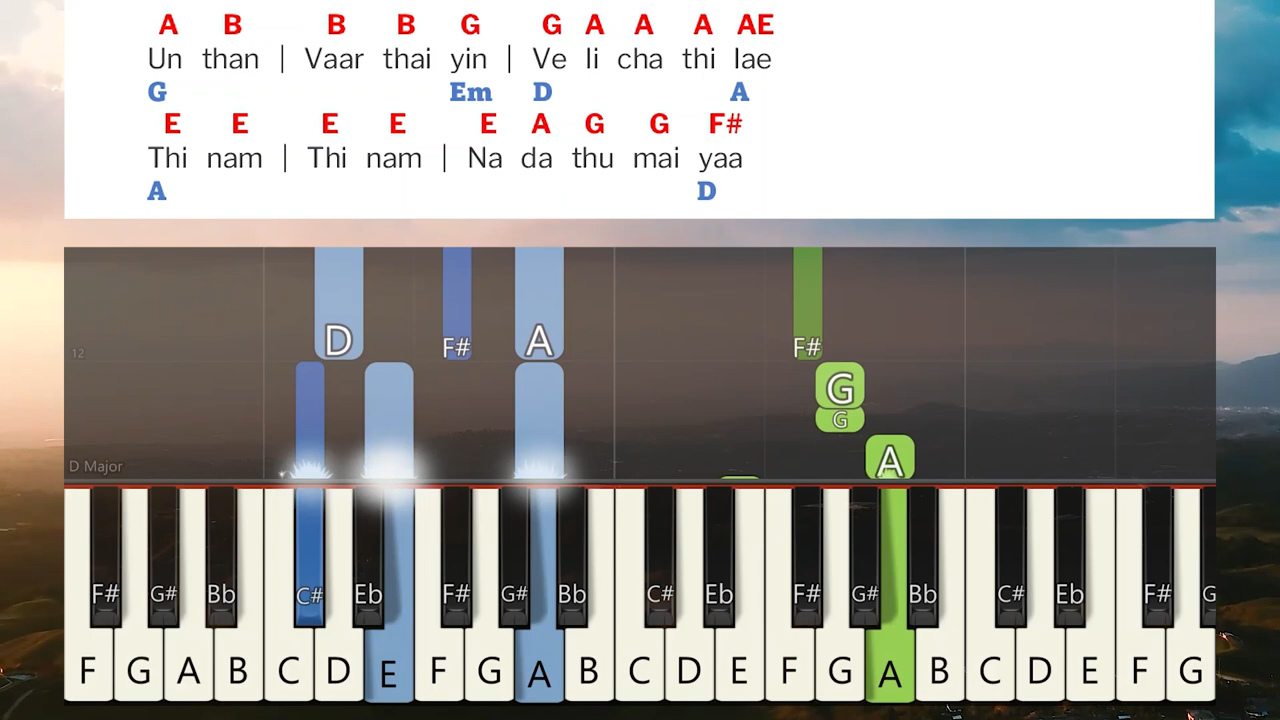 A B B B G G A A A AE
Un than | Vaar thai yin | Ve li cha thi lae
G Em D A
E E E E E A G G F#
Thi nam | Thi nam | Na da thu mai yaa
A D
D F# A F#
12
G
G
D Major A
F# G# Bb C# Eb F# G# Bb C# Eb F# G# Bb C# Eb F# G
F G A B C D E F G A B C D E F G A B C D E F G